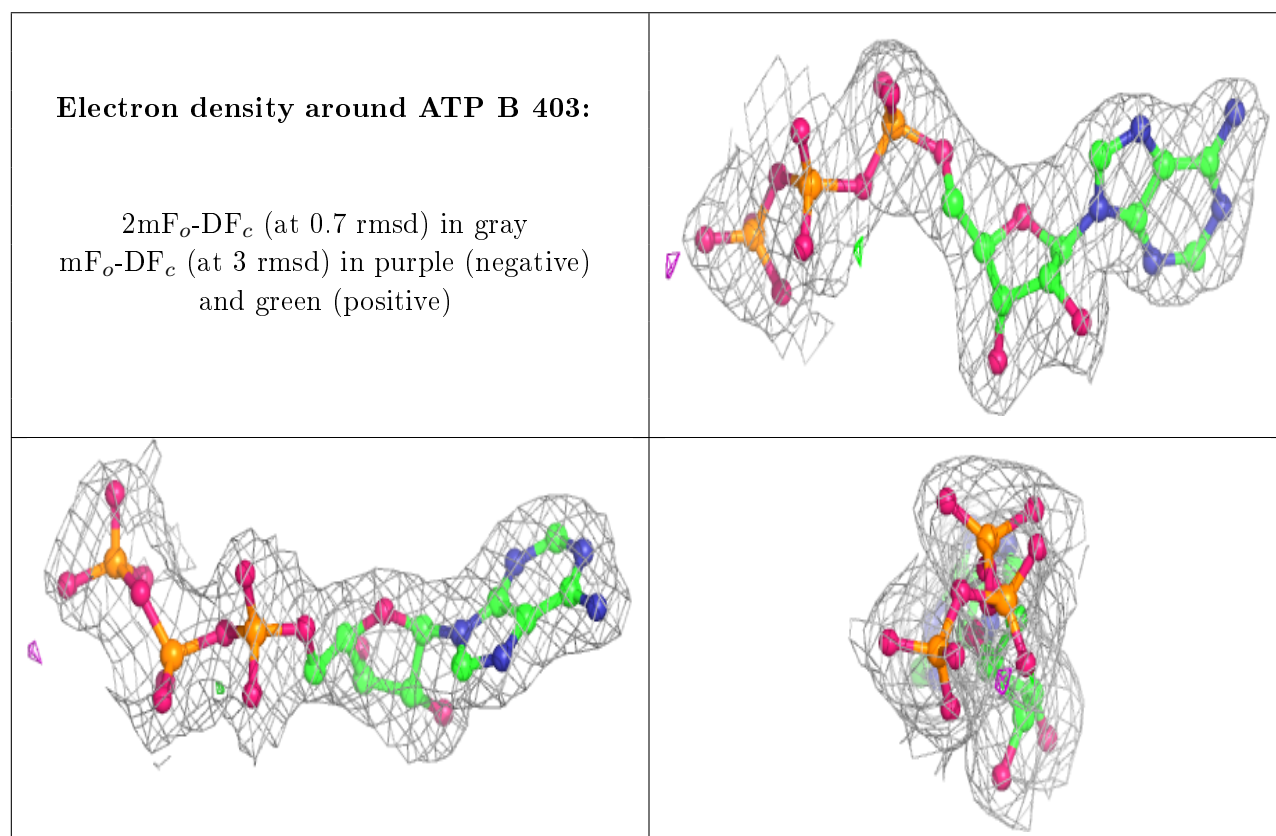 Electron density around ATP B 403:
2mFₒ-DF𝑐 (at 0.7 rmsd) in gray
mFₒ-DF𝑐 (at 3 rmsd) in purple (negative)
and green (positive)